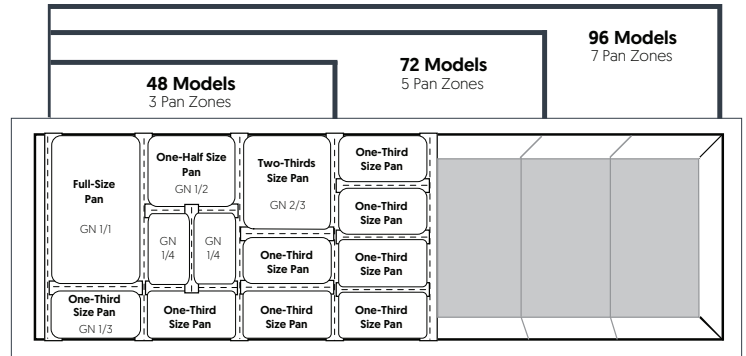 96 Models
7 Pan Zones
72 Models
5 Pan Zones
48 Models
3 Pan Zones
Full-Size
Pan
GN 1/1
One-Third
Size Pan
GN 1/3
One-Half Size
Pan
GN 1/2
GN
1/4
GN
1/4
One-Third
Size Pan
Two-Thirds
Size Pan
GN 2/3
One-Third
Size Pan
One-Third
Size Pan
One-Third
Size Pan
One-Third
Size Pan
One-Third
Size Pan
One-Third
Size Pan